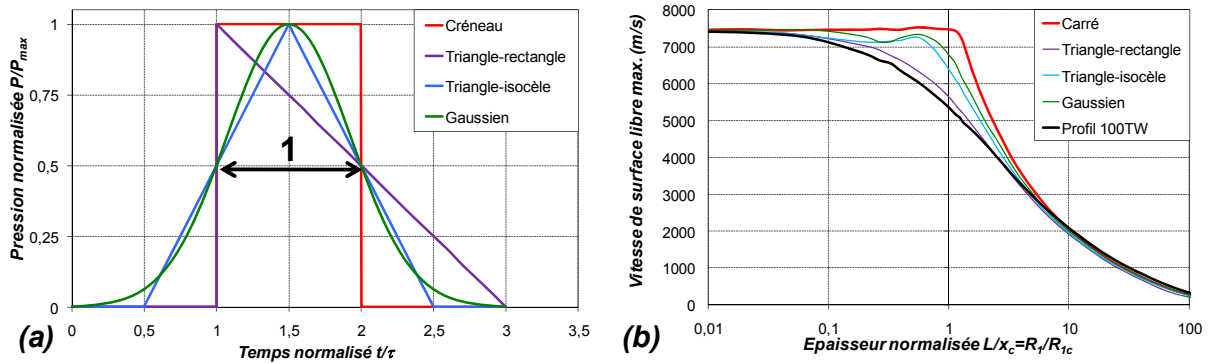 Pression normalisée P/Pmax
1
0,75
0,5
0,25
0
0
0,5
1
1,5
2
2,5
3
3,5
Temps normalisé t/τ
1
Créneau
Triangle-rectangle
Triangle-isocèle
Gaussien
(a)
Vitesse de surface libre max. (m/s)
8000
7000
6000
5000
4000
3000
2000
1000
0
0,01
0,1
1
10
100
Epaisseur normalisée L/xc=R1/R1c
Carré
Triangle-rectangle
Triangle-isocèle
Gaussien
Profil 100TW
(b)